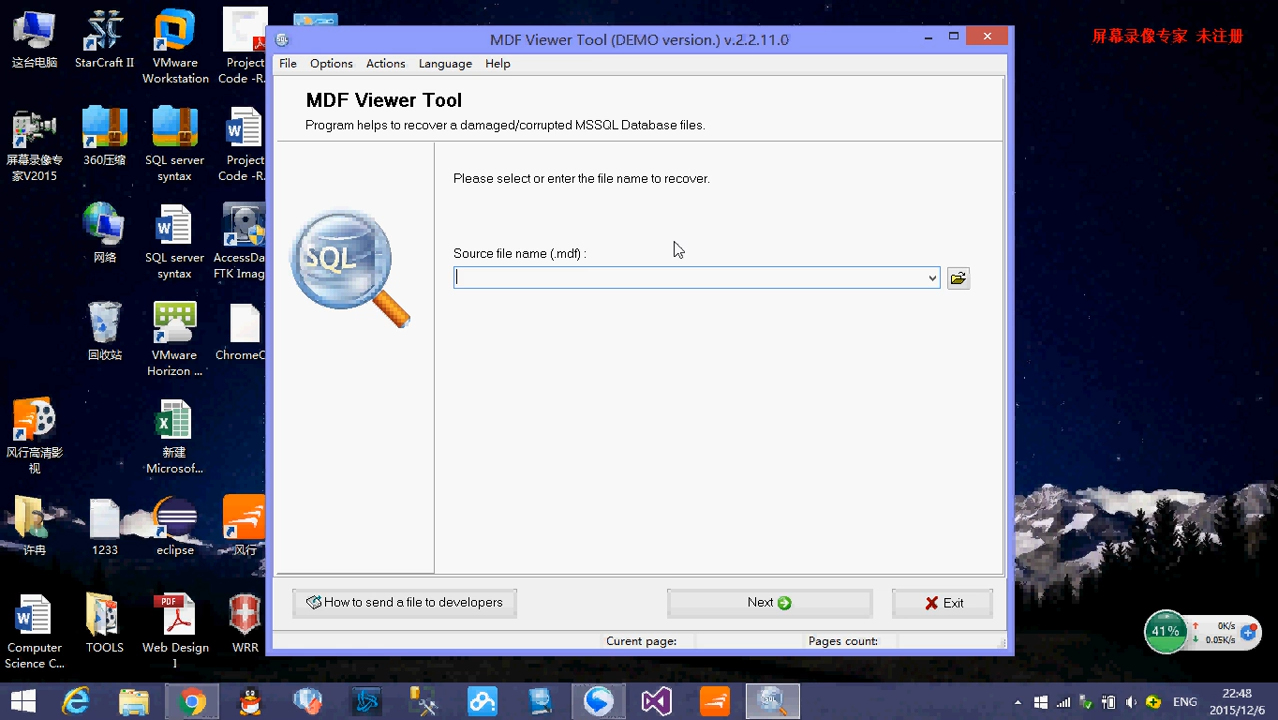 MDF Viewer Tool (DEMO version.) v.2.2.11.0
屏幕录像专家 未注册
File Options Actions Language Help
MDF Viewer Tool
Program helps to recover a damaged/corrupted MSSQL Database files.
Please select or enter the file name to recover.
Source file name (.mdf) :
SQL
How to send a file to developers
Next
Exit
Curent page:
Pages count:
这台电脑
StarCraft II
VMware
Workstation
Project
Code -R.
屏幕录像专
家V2015
360压缩
SQL server
syntax
Project
Code -R.
网络
SQL server
syntax
AccessDa
FTK Imag
回收站
VMware
Horizon ...
ChromeC
风行高清影
视
新建
Microsof...
许冉
1233
eclipse
风行
Computer
Science C...
TOOLS
PDF
Web Design
1
WRR
41%
0K/s
0.05K/s
ENG
22:48
2015/12/6